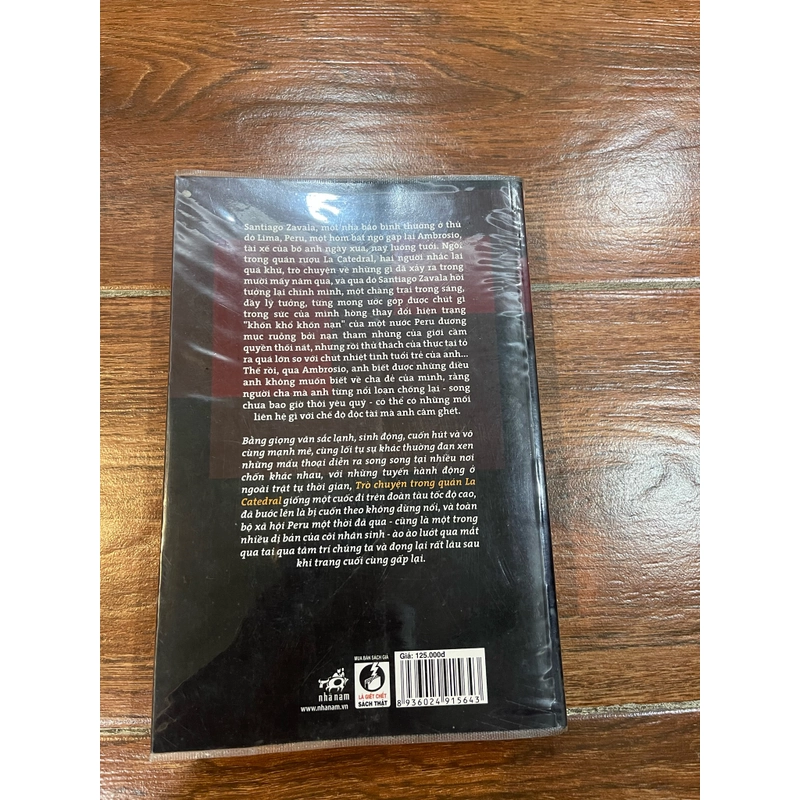 Santiago Zavala, một nhà báo bình thường ở thủ
đô Lima, Peru, một hôm bất ngờ gặp lại Ambrosio,
tài xế của bố anh ngày xưa, nay luống tuổi. Ngồi
trong quán rượu La Catedral, hai người nhắc lại
quá khứ, trò chuyện về những gì đã xảy ra trong
mười mấy năm qua, và qua đó Santiago Zavala hồi
tưởng lại chính mình, một chàng trai trong sáng,
đầy lý tưởng, từng mong ước góp được chút gì
trong sức của mình hòng thay đổi hiện trạng
"khốn khổ khốn nạn" của một nước Peru đương
mục ruỗng bởi nạn tham nhũng của giới cầm
quyền thối nát, nhưng rồi thử thách của thực tại tỏ
ra quá lớn so với chút nhiệt tình tuổi trẻ của anh...
Thế rồi, qua Ambrosio, anh biết được những điều
anh không muốn biết về cha đẻ của mình, rằng
người cha mà anh từng nổi loạn chống lại - song
chưa bao giờ thôi yêu quý - có thể có những mối
liên hệ gì với chế độ độc tài mà anh căm ghét.
Bằng giọng văn sắc lạnh, sinh động, cuốn hút và vô
cùng mạnh mẽ, cùng lối tự sự khác thường đan xen
những mẩu thoại diễn ra song song tại nhiều nơi
chốn khác nhau, với những tuyến hành động ở
ngoài trật tự thời gian, Trò chuyện trong quán La
Catedral giống một cuốc đi trên đoàn tàu tốc độ cao,
đã bước lên là bị cuốn theo không dừng nổi, và toàn
bộ xã hội Peru một thời đã qua - cũng là một trong
nhiều dị bản của cõi nhân sinh - ào ào lướt qua mắt
qua tai qua tâm trí chúng ta và đọng lại rất lâu sau
khi trang cuối cùng gấp lại.
nhã nam
www.nhanam.vn
MUA BÁN SÁCH GIẢ
LÀ GIẾT CHẾT
SÁCH THẬT
Giá: 125.000đ
8 936024 915643